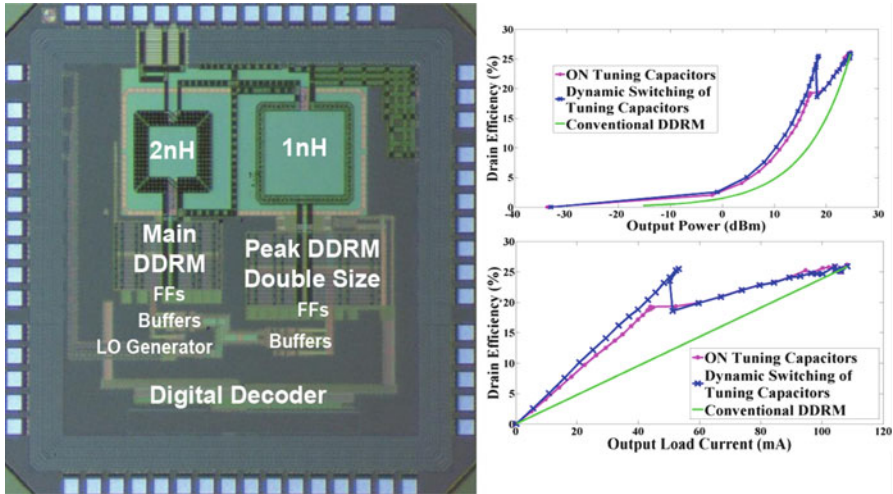 2nH
1nH
Main
DDRM
FFs
Buffers
LO Generator
Peak DDRM
Double Size
FFs
Buffers
Digital Decoder
Drain Efficiency (%)
30
25
20
15
10
5
0
ON Tuning Capacitors
Dynamic Switching of
Tuning Capacitors
Conventional DDRM
-40 -30 -20 -10 0 10 20 30
Output Power (dBm)
Drain Efficiency (%)
30
25
20
15
10
5
0
ON Tuning Capacitors
Dynamic Switching of
Tuning Capacitors
Conventional DDRM
0 20 40 60 80 100 120
Output Load Current (mA)